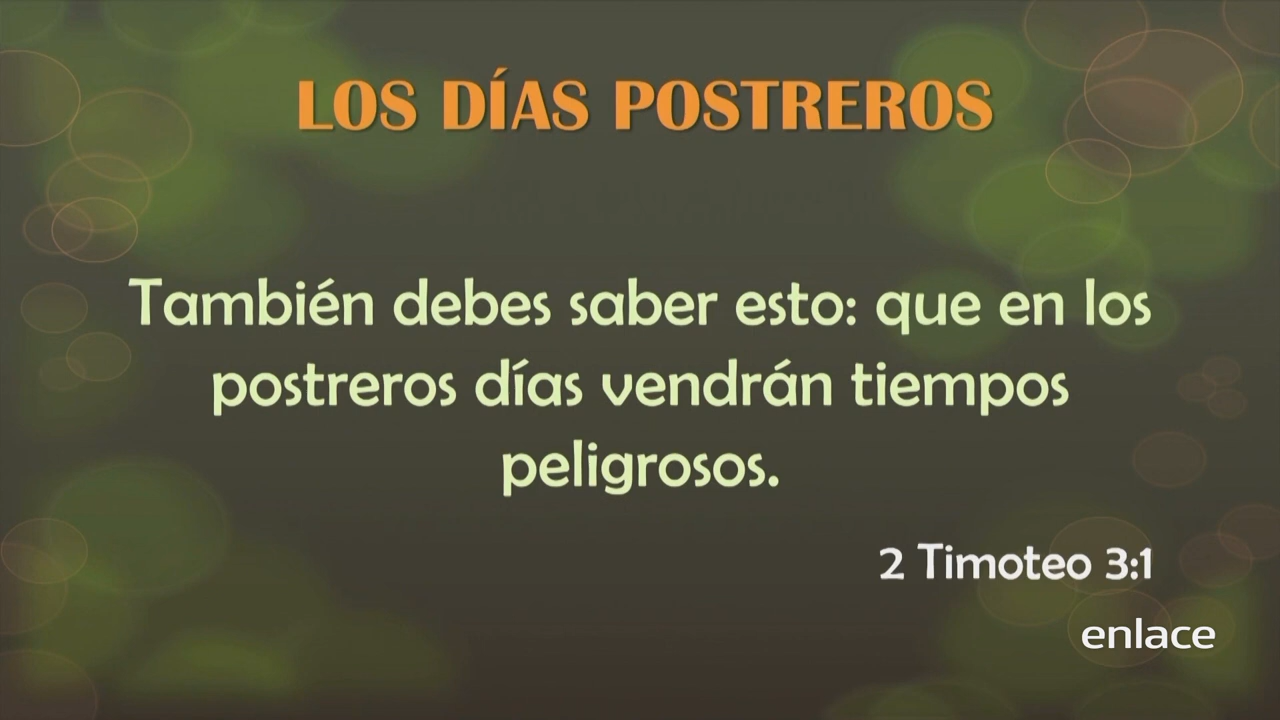 LOS DÍAS POSTREROS
También debes saber esto: que en los
postreros días vendrán tiempos
peligrosos.
2 Timoteo 3:1
enlace